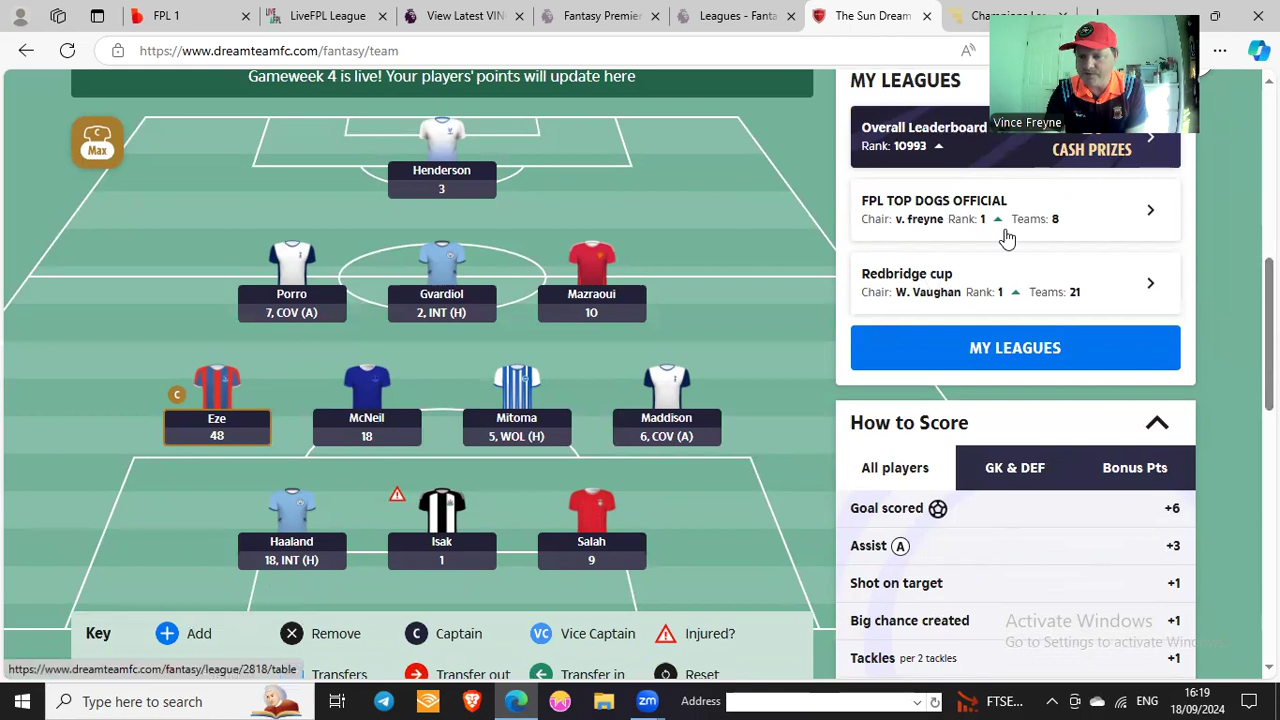 FPL 1
LiveFPL League
View Latest VIN
Fantasy Premier
Leagues - Fanta
The Sun Dream
Champions Lea
https://www.dreamteamfc.com/fantasy/team
Gameweek 4 is live! Your players' points will update here
C
Max
Henderson
3
Porro
7, COV (A)
Gvardiol
2, INT (H)
Mazraoui
10
C
Eze
48
McNeil
18
Mitoma
5, WOL (H)
Maddison
6, COV (A)
Haaland
18, INT (H)
Isak
1
Salah
9
Key
Add
Remove
C Captain
VC Vice Captain
Injured?
Transfers
Transfer out
Transfer in
Reset
https://www.dreamteamfc.com/fantasy/league/2818/table
Vince Freyne
MY LEAGUES
Overall Leaderboard
Rank: 10993
CASH PRIZES
FPL TOP DOGS OFFICIAL
Chair: v. freyne Rank: 1 Teams: 8
Redbridge cup
Chair: W. Vaughan Rank: 1 Teams: 21
MY LEAGUES
How to Score
All players
GK & DEF
Bonus Pts
Goal scored +6
Assist A +3
Shot on target +1
Big chance created +1
Tackles per 2 tackles +1
Activate Windows
Go to Settings to activate Windows.
Type here to search
zm
Address
FTSE...
ENG
16:19
18/09/2024